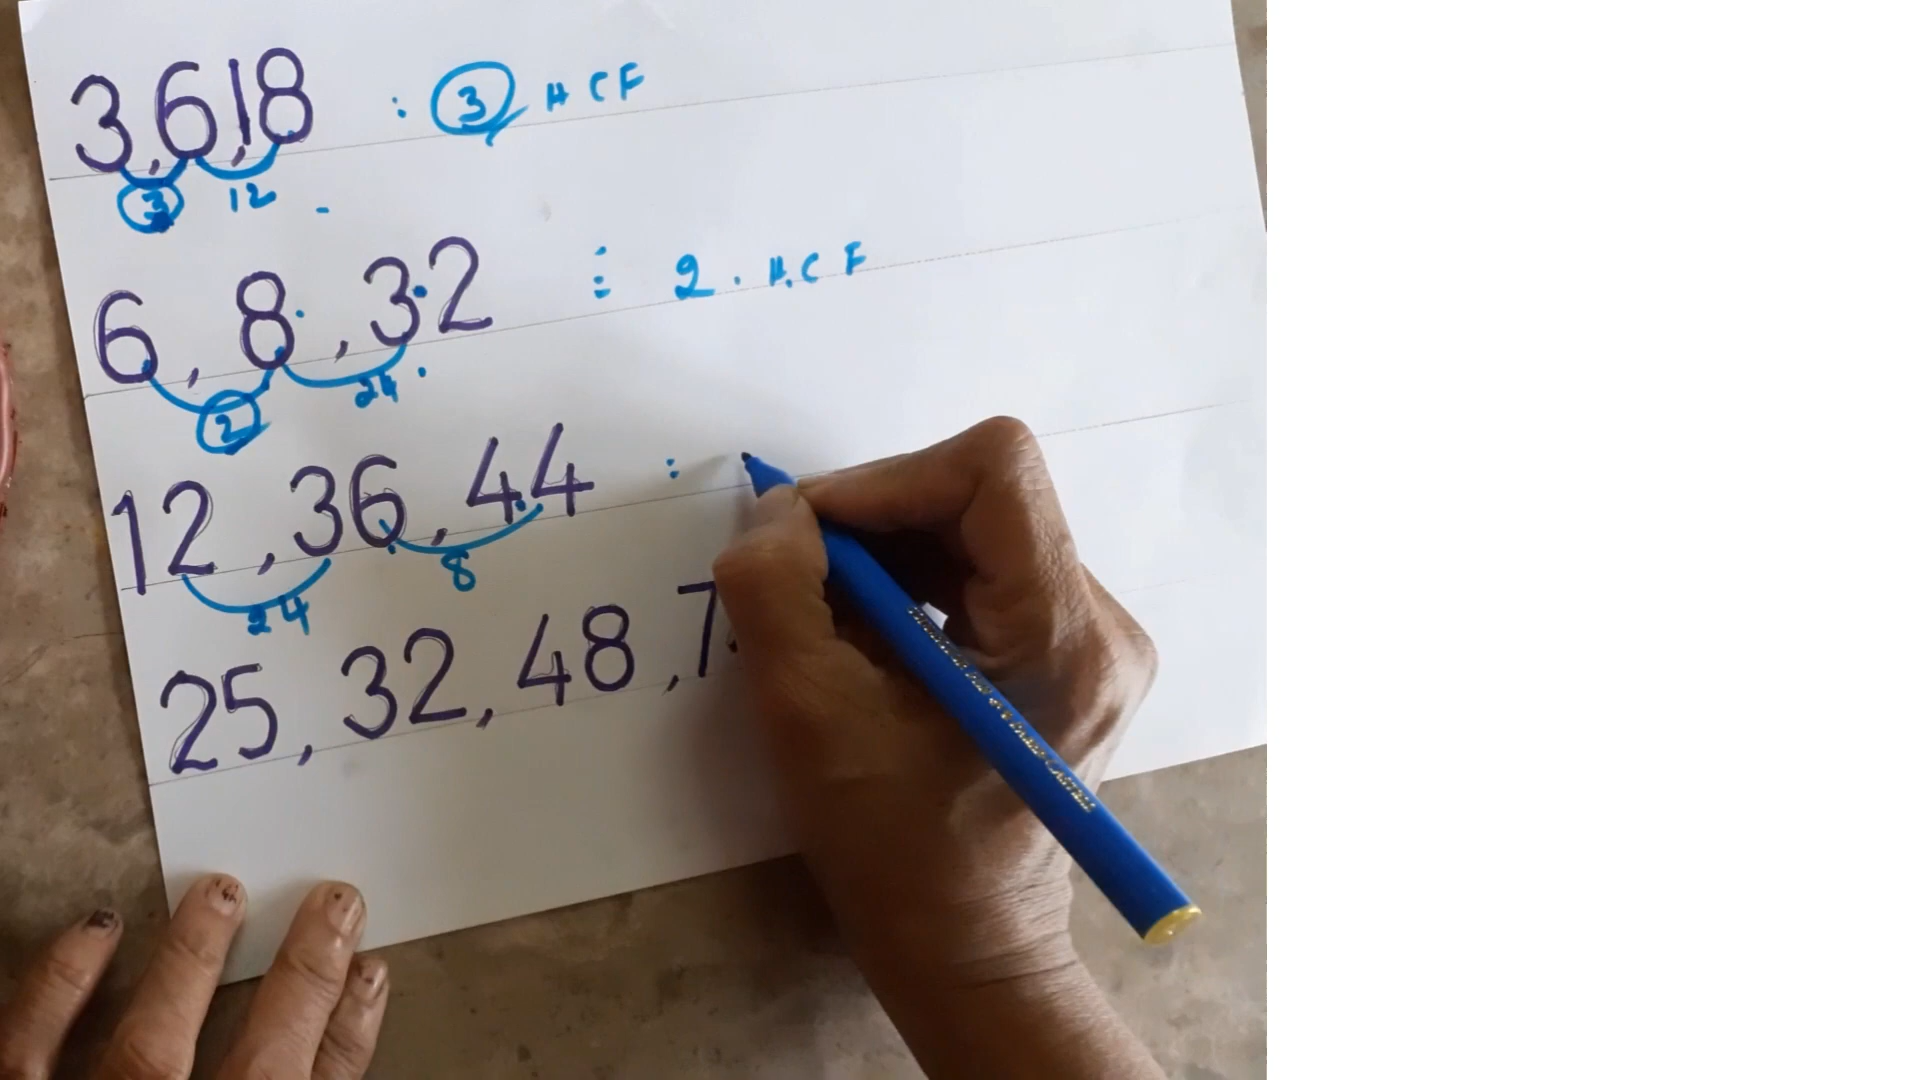 3, 6, 18 : 3 HCF
3 12
6, 8, 32 : 2. H.C F
2 24
12, 36, 44 :
24 8
25, 32, 48, 7